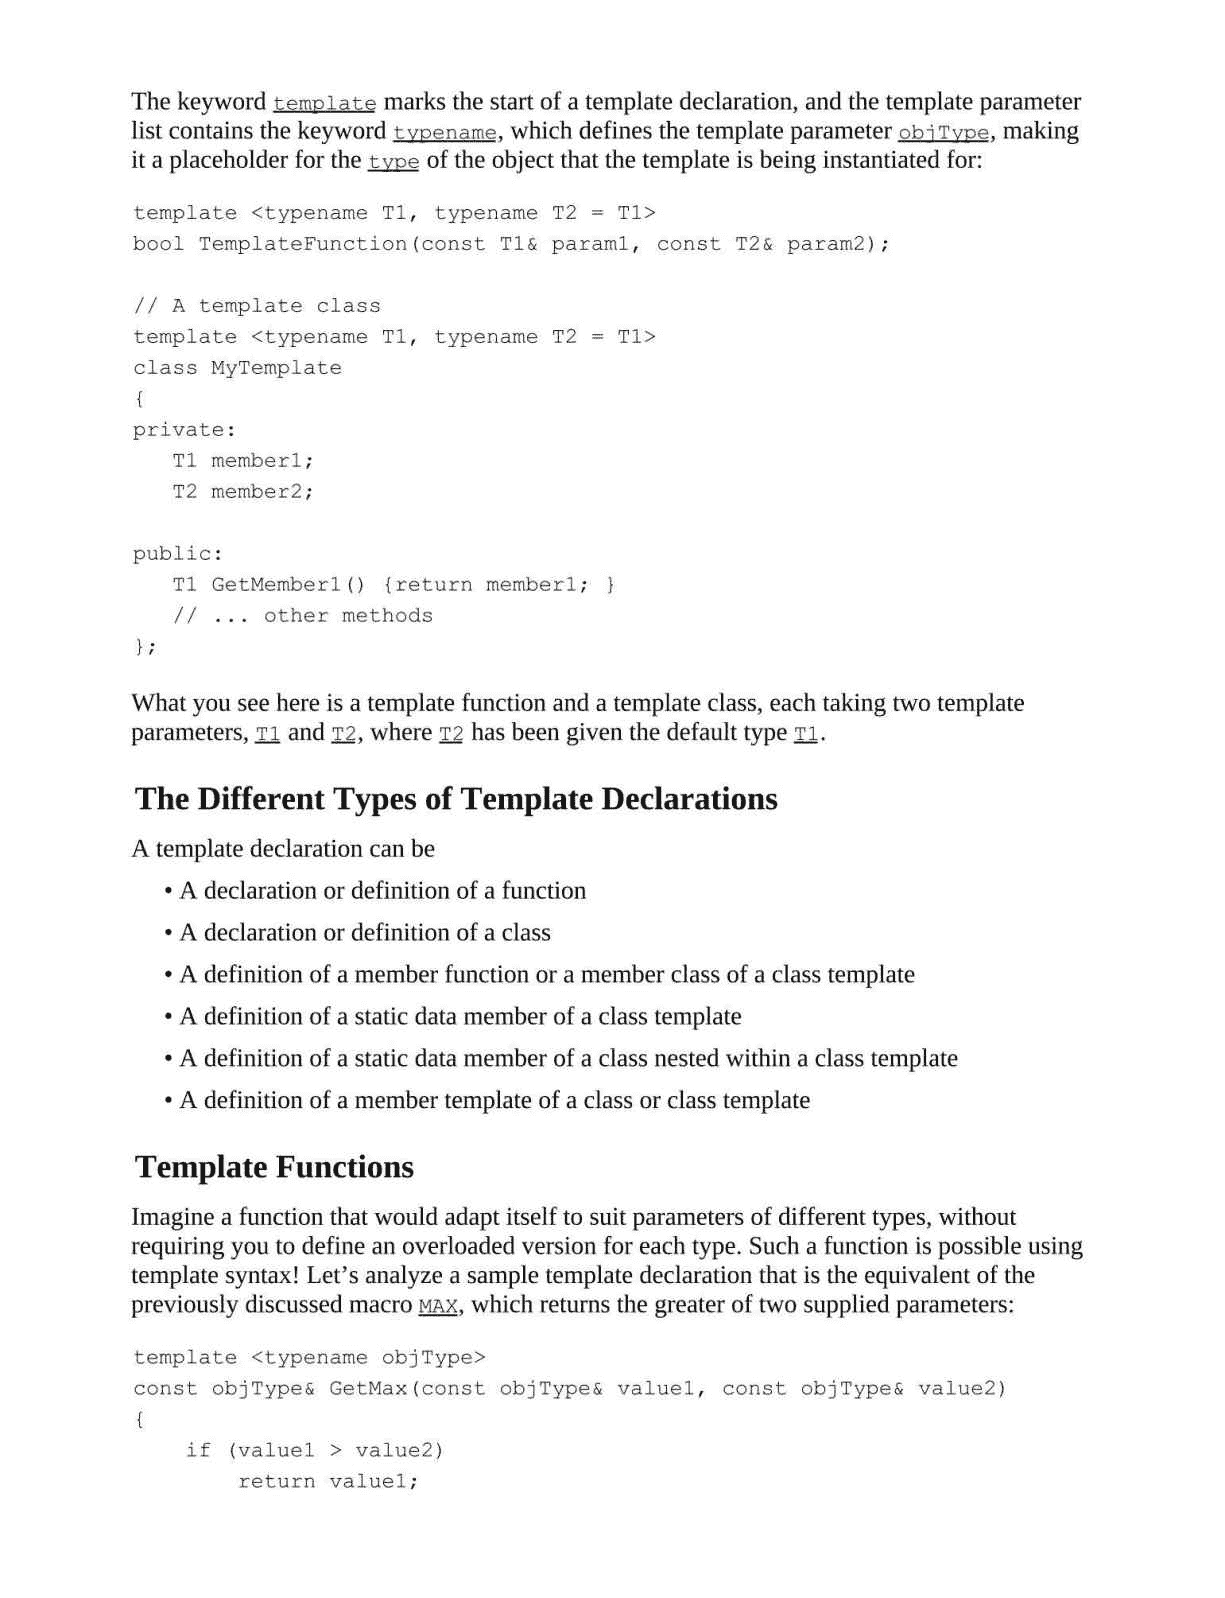 The keyword template marks the start of a template declaration, and the template parameter
list contains the keyword typename, which defines the template parameter objType, making
it a placeholder for the type of the object that the template is being instantiated for:
template <typename T1, typename T2 = T1>
bool TemplateFunction(const T1& param1, const T2& param2);
// A template class
template <typename T1, typename T2 = T1>
class MyTemplate
{
private:
   T1 member1;
   T2 member2;
public:
   T1 GetMember1() {return member1; }
   // ... other methods
};
What you see here is a template function and a template class, each taking two template
parameters, T1 and T2, where T2 has been given the default type T1.
The Different Types of Template Declarations
A template declaration can be
• A declaration or definition of a function
• A declaration or definition of a class
• A definition of a member function or a member class of a class template
• A definition of a static data member of a class template
• A definition of a static data member of a class nested within a class template
• A definition of a member template of a class or class template
Template Functions
Imagine a function that would adapt itself to suit parameters of different types, without
requiring you to define an overloaded version for each type. Such a function is possible using
template syntax! Let’s analyze a sample template declaration that is the equivalent of the
previously discussed macro MAX, which returns the greater of two supplied parameters:
template <typename objType>
const objType& GetMax(const objType& value1, const objType& value2)
{
    if (value1 > value2)
        return value1;